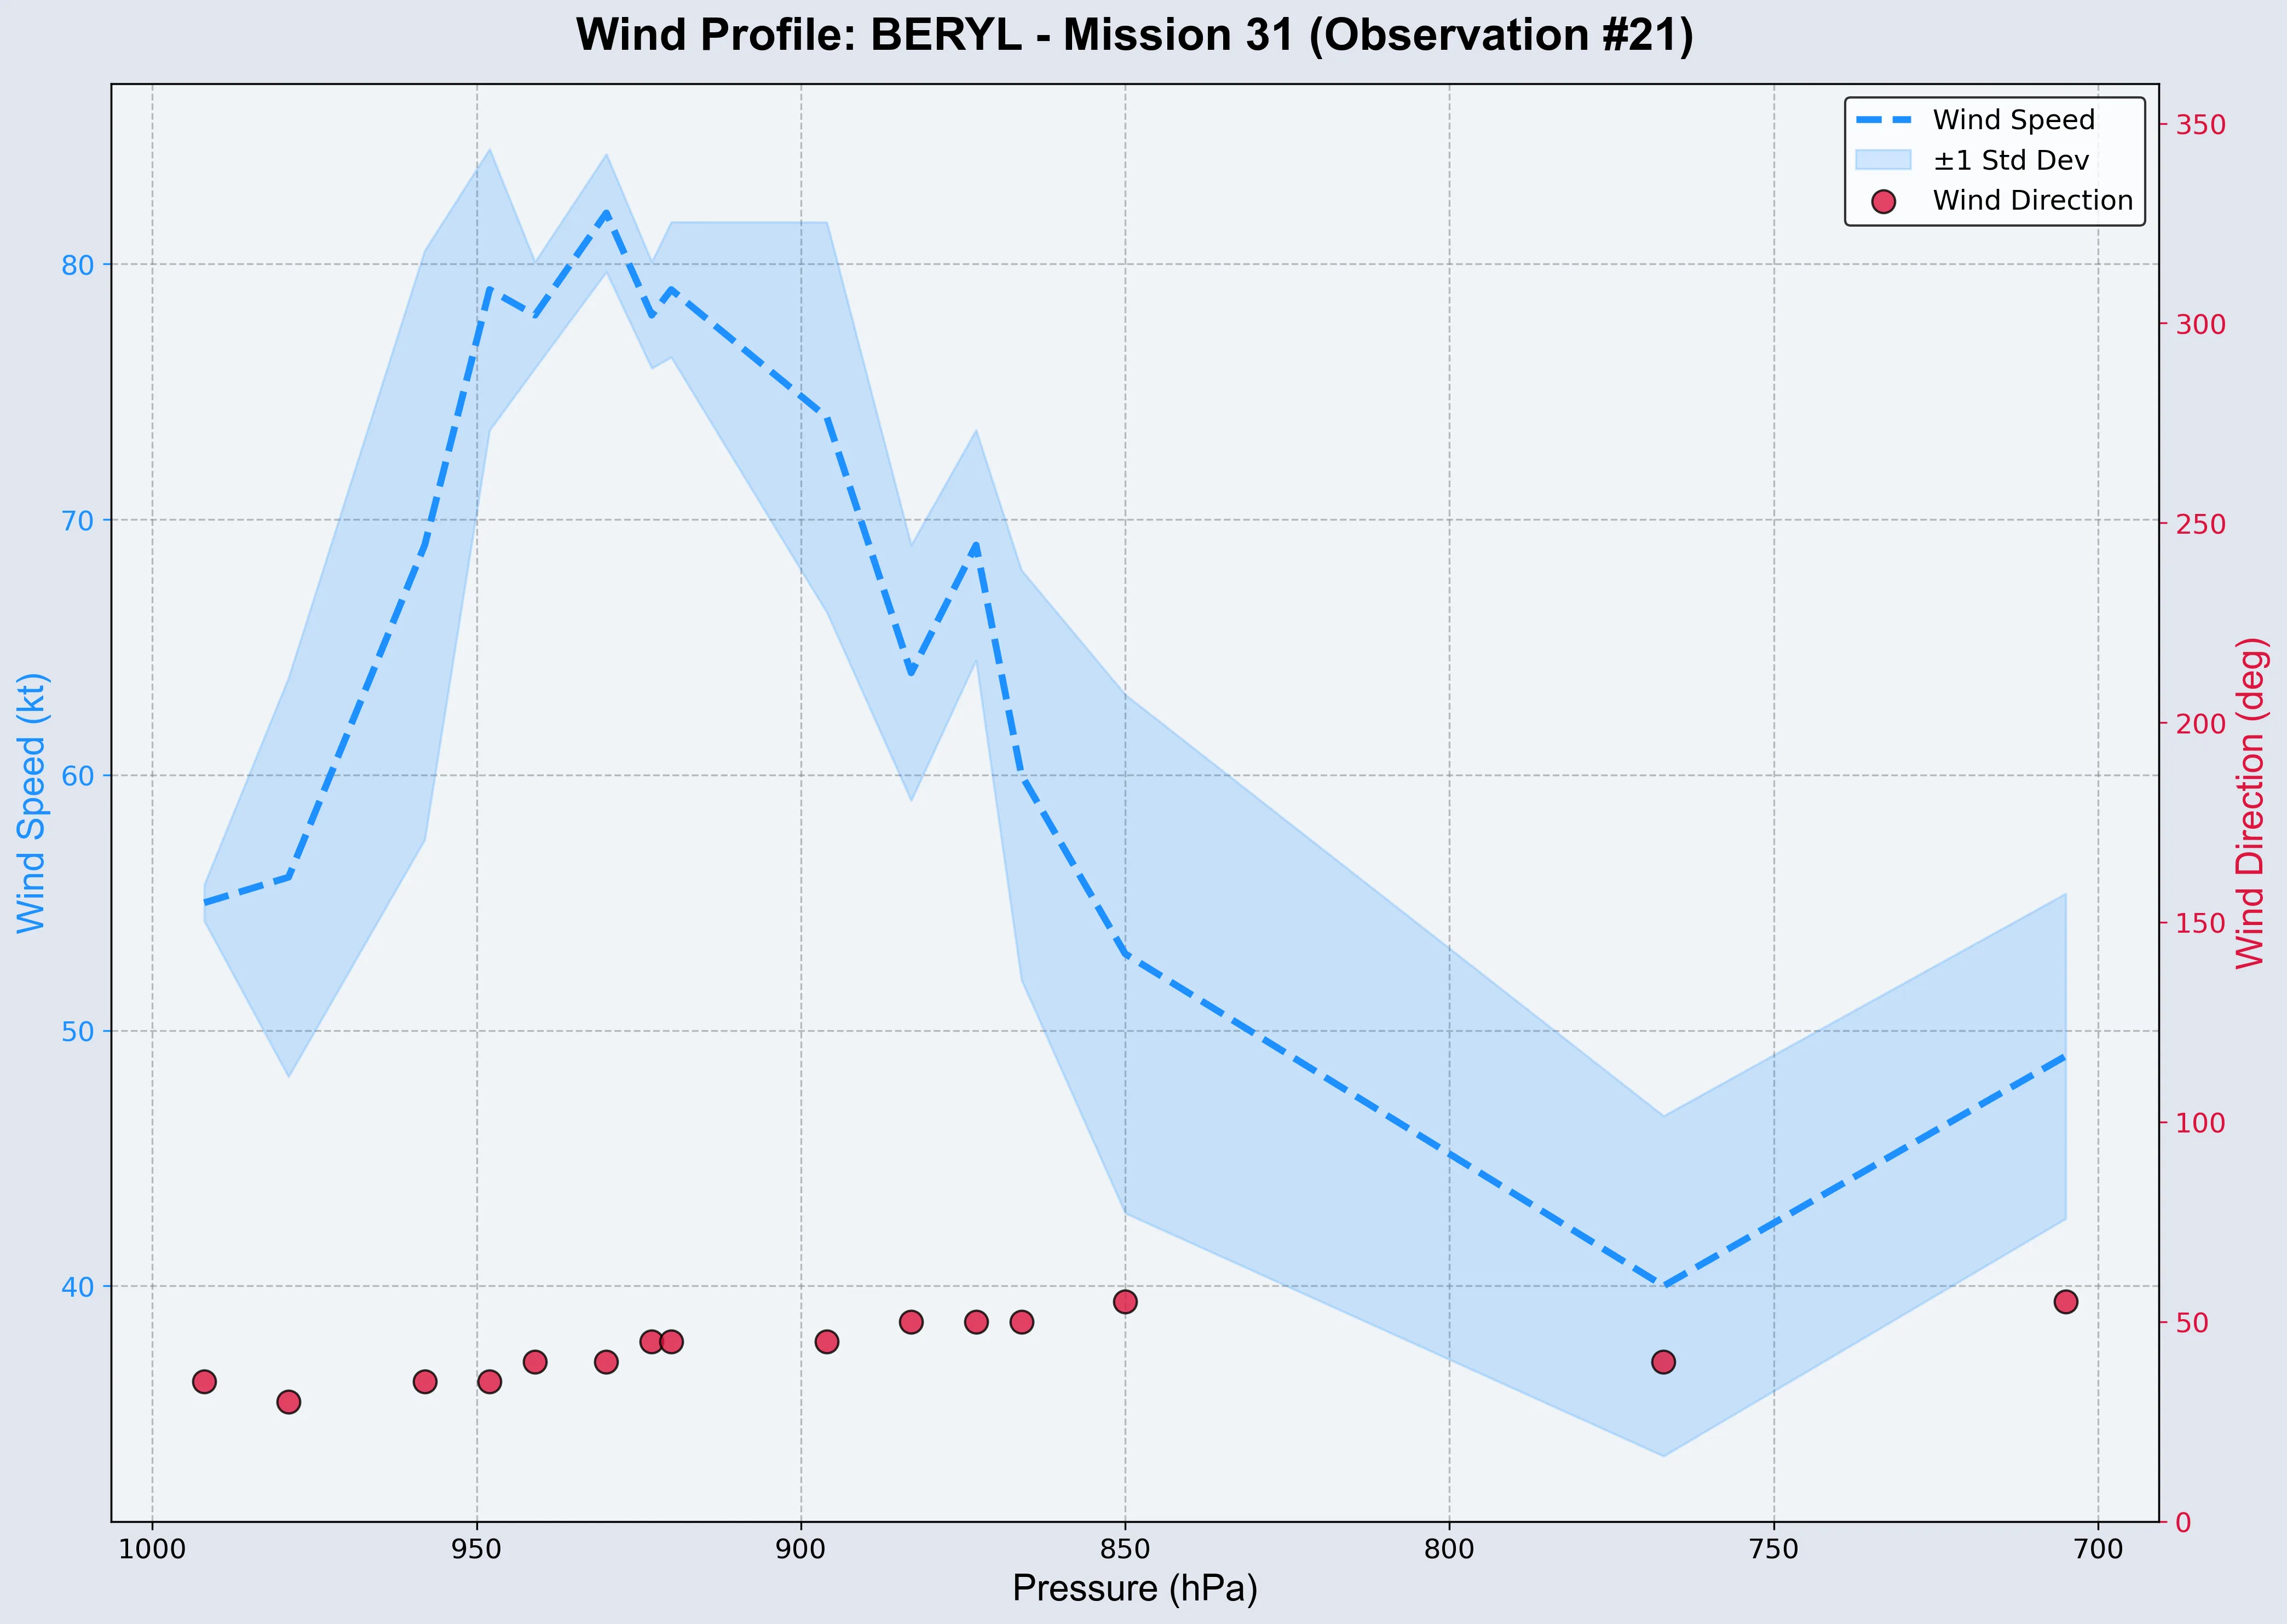 Wind Profile: BERYL - Mission 31 (Observation #21)
Wind Speed
±1 Std Dev
Wind Direction
Wind Speed (kt)
80
70
60
50
40
350
300
250
200
150
100
50
0
Wind Direction (deg)
1000
950
900
850
800
750
700
Pressure (hPa)